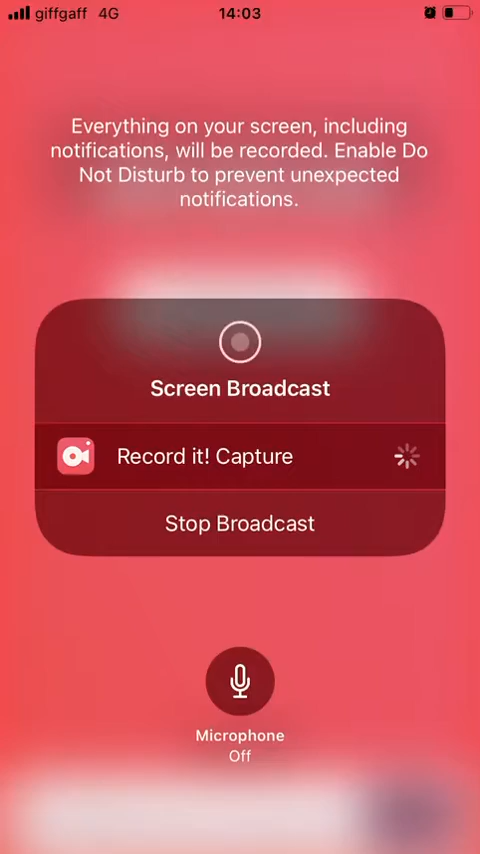 giffgaff 4G 14:03
Everything on your screen, including
notifications, will be recorded. Enable Do
Not Disturb to prevent unexpected
notifications.
Screen Broadcast
Record it! Capture
Stop Broadcast
Microphone
Off